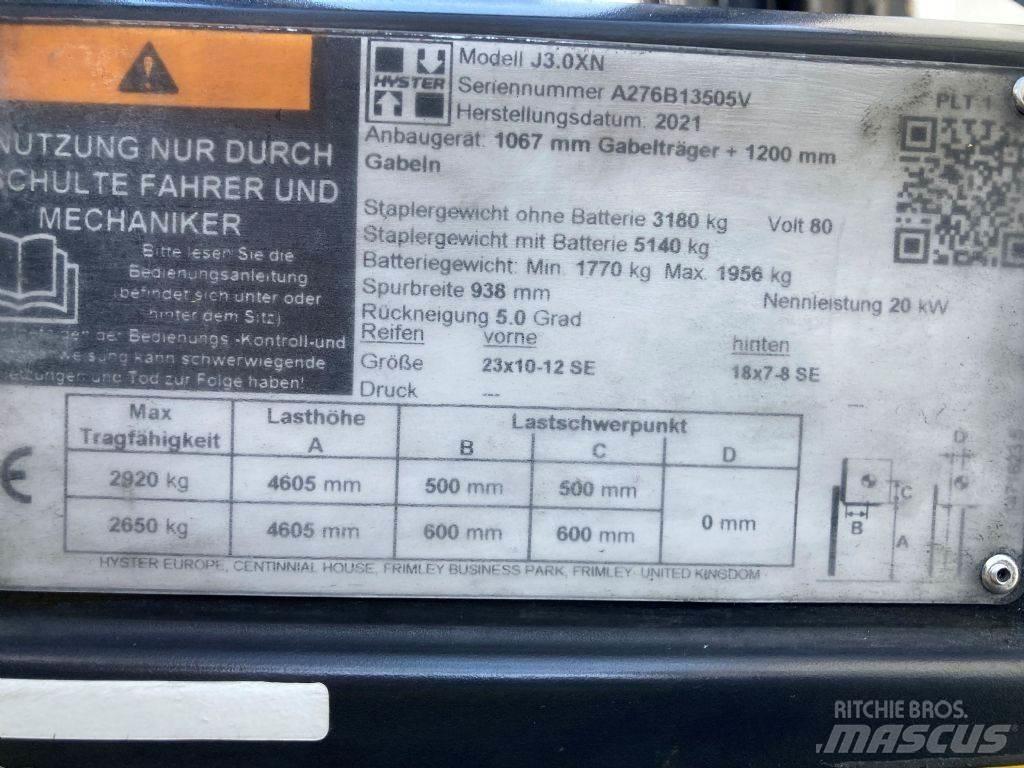 NUTZUNG NUR DURCH
SCHULTE FAHRER UND
MECHANIKER
Bitte lesen Sie die
Bedienungsanleitung
(befindet sich unter oder
hinter dem Sitz)
der Bedienungs -Kontroll-und
kann schwerwiegende
und Tod zur Folge haben!
HYSTER
Modell J3.0XN
Seriennummer A276B13505V
Herstellungsdatum: 2021
Anbaugerät: 1067 mm Gabelträger + 1200 mm
Gabeln
PLT 1
Staplergewicht ohne Batterie 3180 kg Volt 80
Staplergewicht mit Batterie 5140 kg
Batteriegewicht: Min. 1770 kg Max. 1956 kg
Spurbreite 938 mm Nennleistung 20 kW
Rückneigung 5.0 Grad
Reifen vorne hinten
Größe 23x10-12 SE 18x7-8 SE
Druck --- ---
Max Tragfähigkeit Lasthöhe A Lastschwerpunkt
B C D
2920 kg 4605 mm 500 mm 500 mm
2650 kg 4605 mm 600 mm 600 mm 0 mm
CE
B C A D
HYSTER EUROPE, CENTINNIAL HOUSE, FRIMLEY BUSINESS PARK, FRIMLEY- UNITED KINGDOM
RITCHIE BROS.
MASCUS